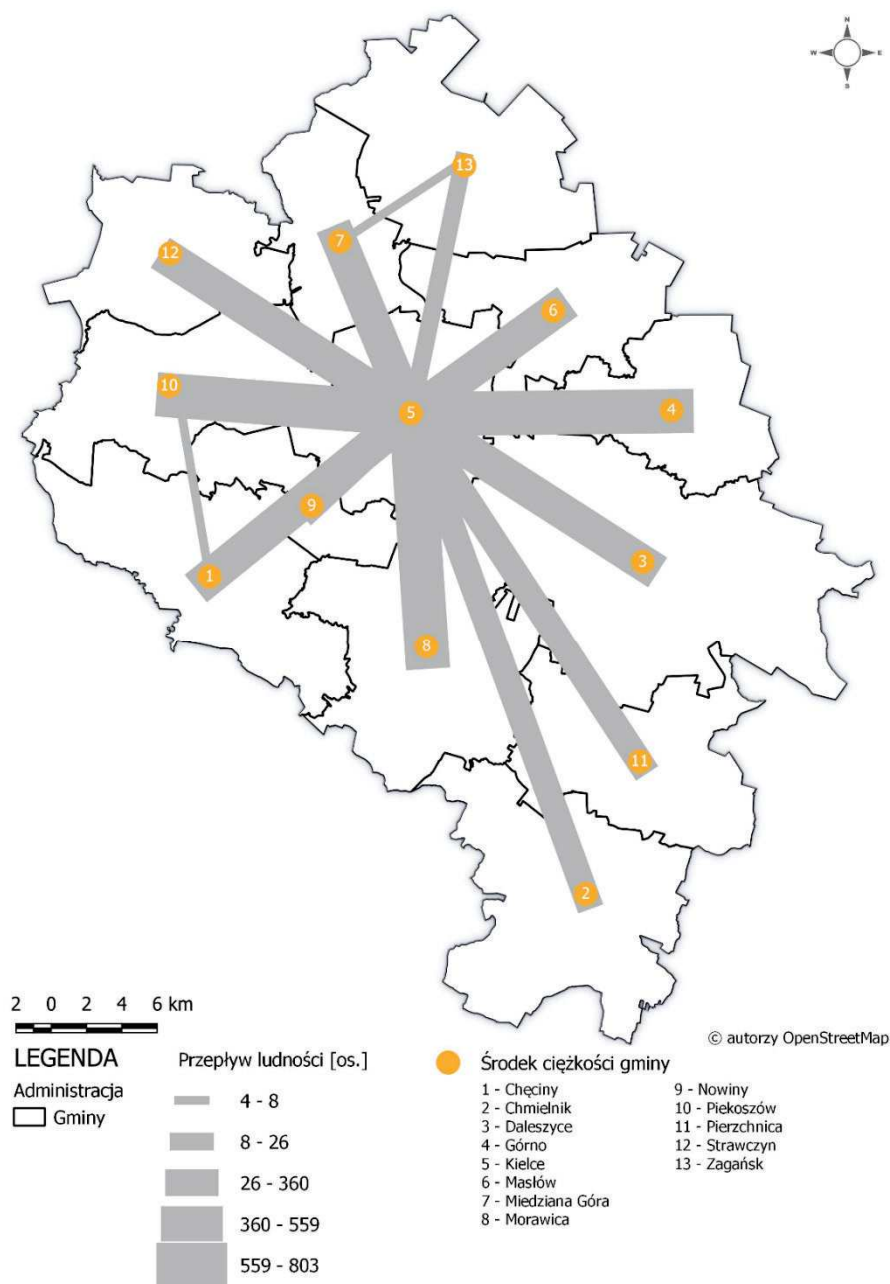 N
W E
S
13
7
12
6
10
5
4
9
3
1
8
11
2
2 0 2 4 6 km
© autorzy OpenStreetMap
LEGENDA
Administracja
Gminy
Przepływ ludności [os.]
4 - 8
8 - 26
26 - 360
360 - 559
559 - 803
Środek ciężkości gminy
1 - Chęciny
2 - Chmielnik
3 - Daleszyce
4 - Górno
5 - Kielce
6 - Masłów
7 - Miedziana Góra
8 - Morawica
9 - Nowiny
10 - Piekoszów
11 - Pierzchnica
12 - Strawczyn
13 - Zagańsk